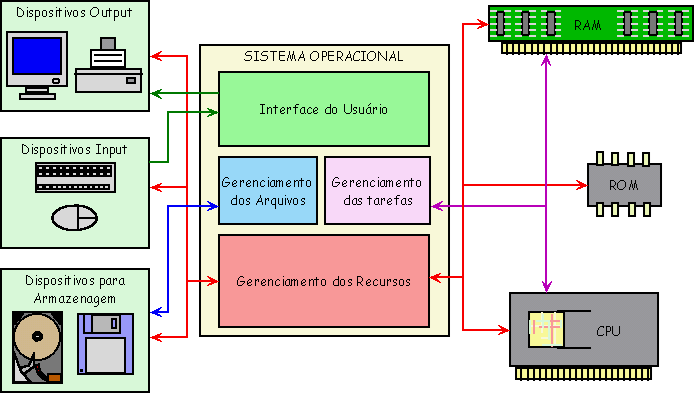 Dispositivos Output
Dispositivos Input
Dispositivos para
Armazenagem
SISTEMA OPERACIONAL
Interface do Usuário
Gerenciamento
dos Arquivos
Gerenciamento
das tarefas
Gerenciamento dos Recursos
RAM
ROM
CPU